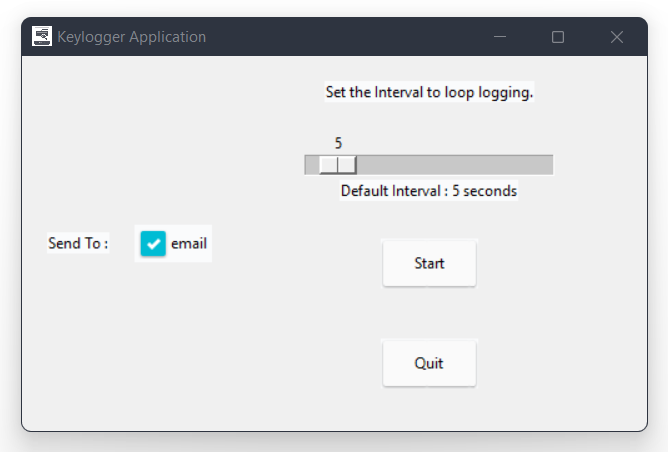 Keylogger Application
Set the Interval to loop logging.
5
Default Interval : 5 seconds
Send To :
email
Start
Quit